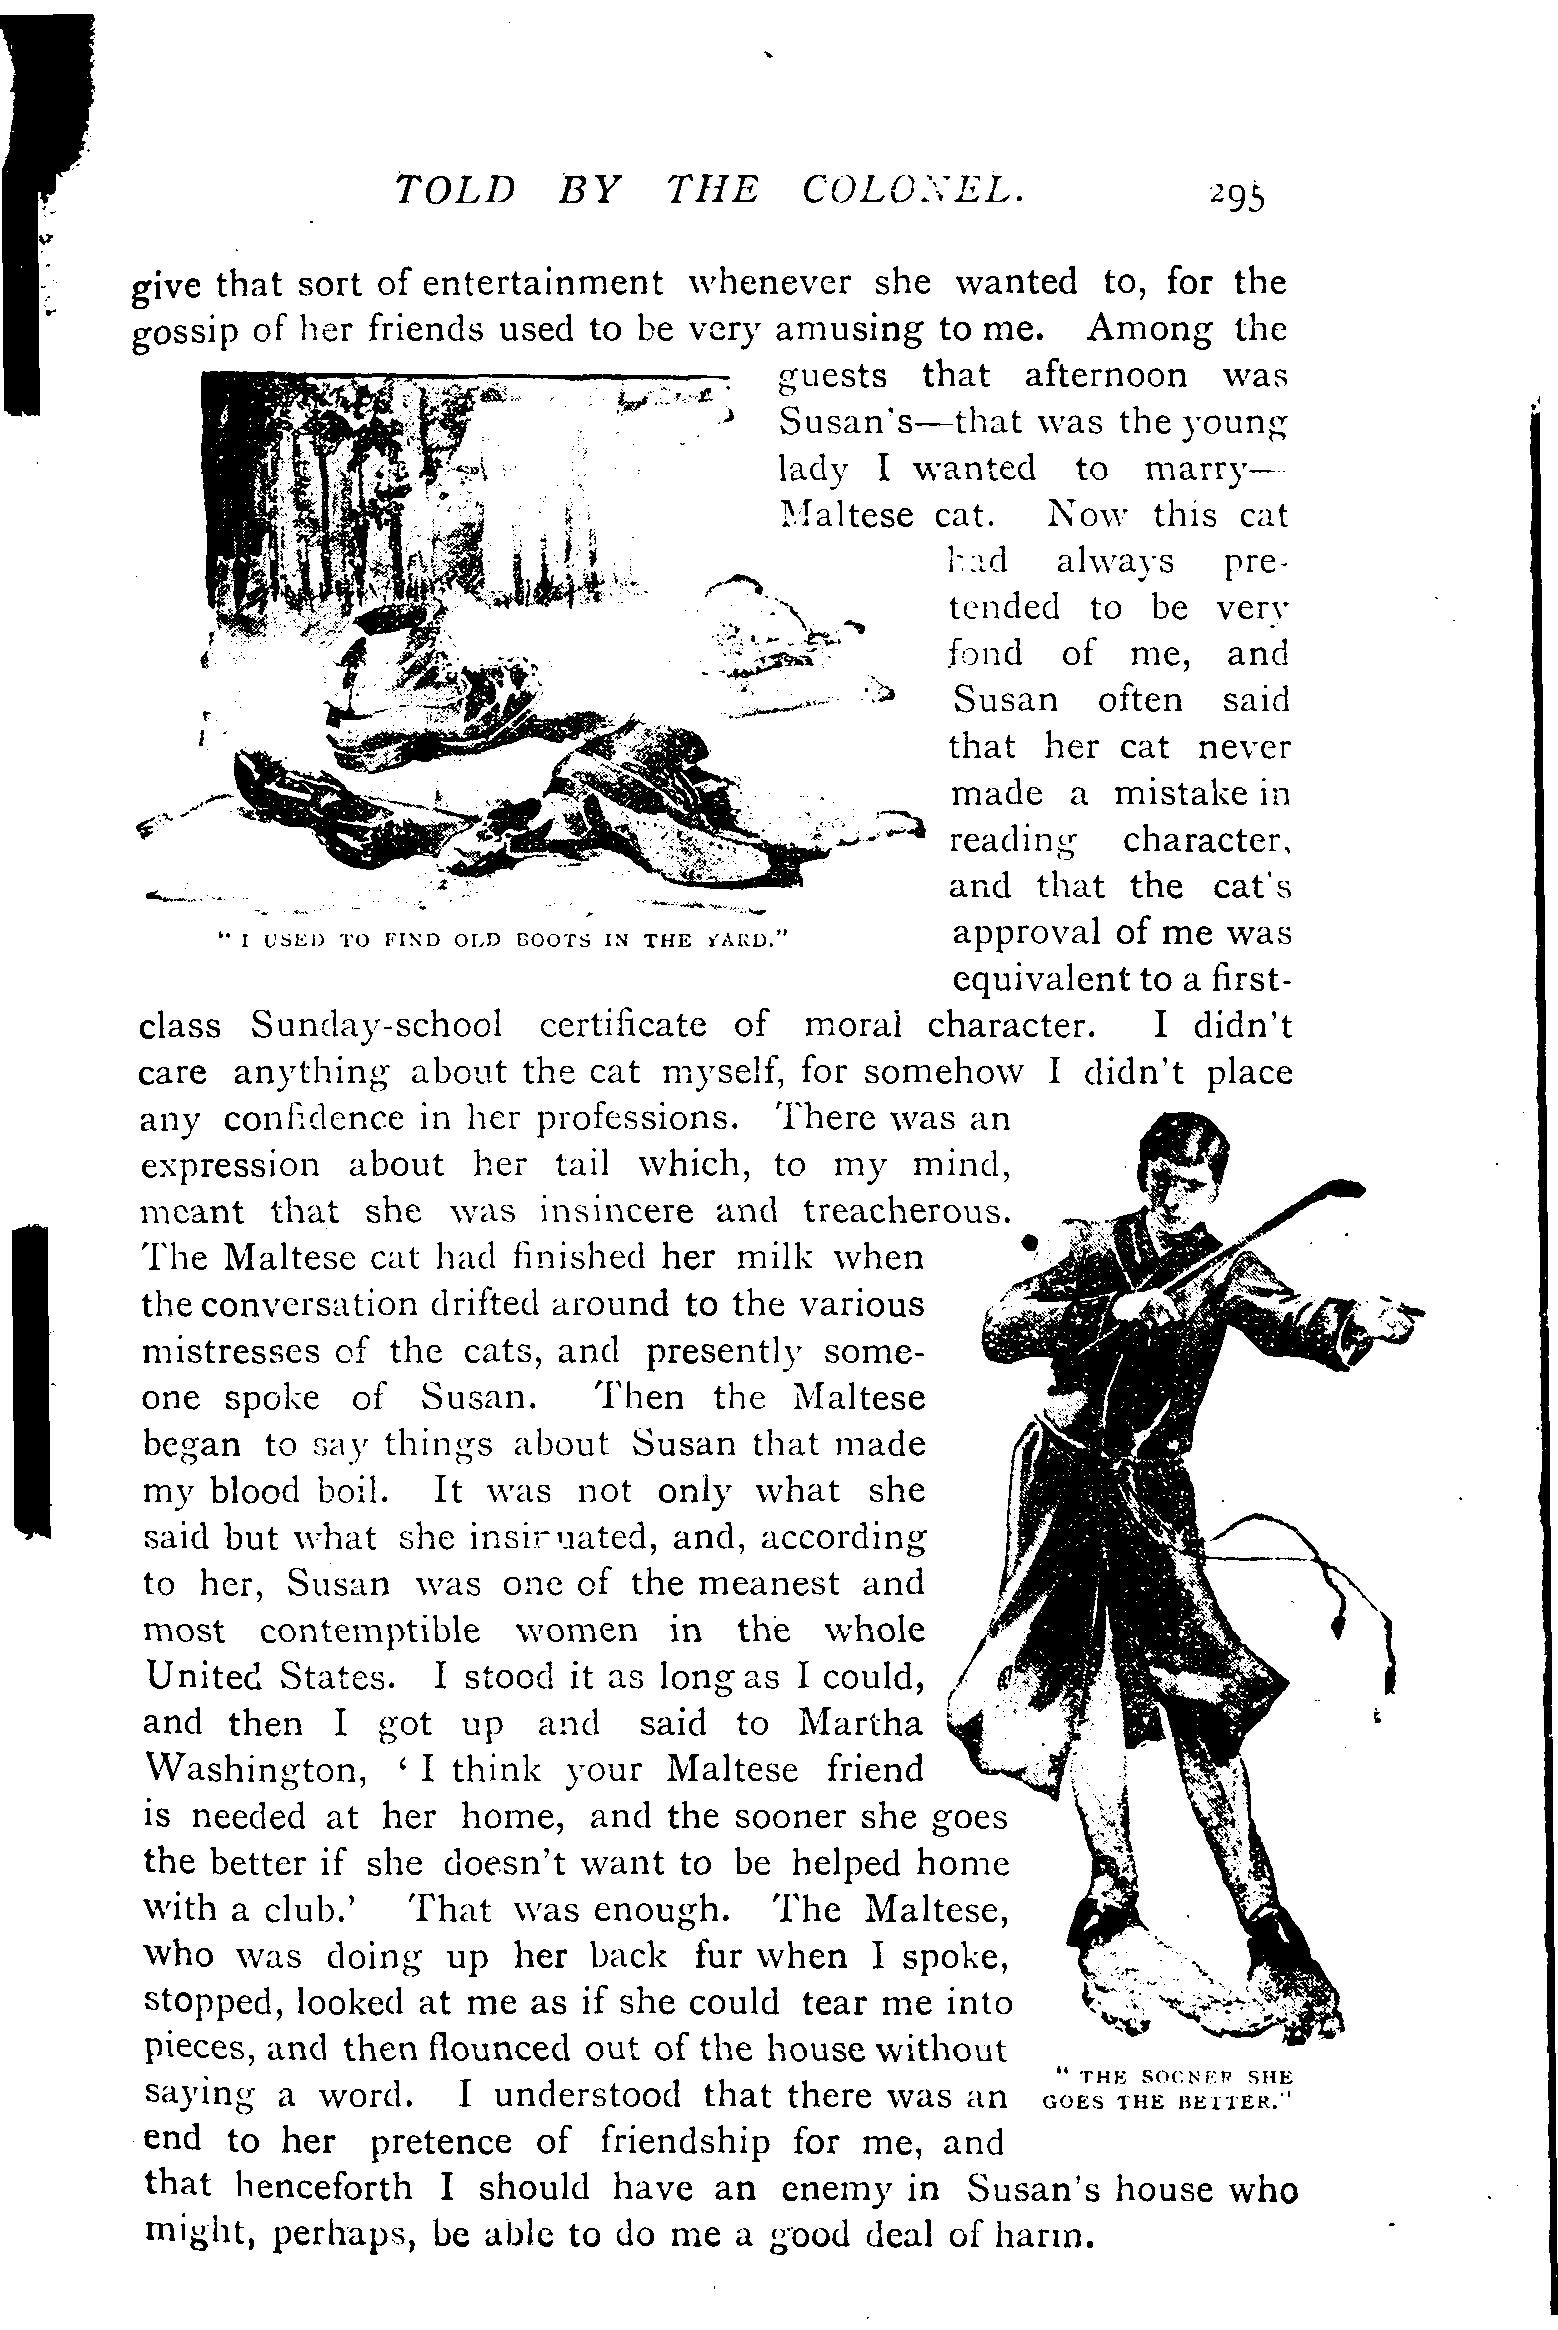 TOLD BY THE COLONEL. 295
give that sort of entertainment whenever she wanted to, for the
gossip of her friends used to be very amusing to me. Among the
guests that afternoon was
Susan's—that was the young
lady I wanted to marry—
Maltese cat. Now this cat
had always pre-
tended to be very
fond of me, and
Susan often said
that her cat never
made a mistake in
reading character,
and that the cat's
approval of me was
equivalent to a first-
"I USED TO FIND OLD BOOTS IN THE YARD."
class Sunday-school certificate of moral character. I didn't
care anything about the cat myself, for somehow I didn't place
any confidence in her professions. There was an
expression about her tail which, to my mind,
meant that she was insincere and treacherous.
The Maltese cat had finished her milk when
the conversation drifted around to the various
mistresses of the cats, and presently some-
one spoke of Susan. Then the Maltese
began to say things about Susan that made
my blood boil. It was not only what she
said but what she insinuated, and, according
to her, Susan was one of the meanest and
most contemptible women in the whole
United States. I stood it as long as I could,
and then I got up and said to Martha
Washington, ‘I think your Maltese friend
is needed at her home, and the sooner she goes
the better if she doesn't want to be helped home
with a club.’ That was enough. The Maltese,
who was doing up her back fur when I spoke,
stopped, looked at me as if she could tear me into
pieces, and then flounced out of the house without
saying a word. I understood that there was an
end to her pretence of friendship for me, and
that henceforth I should have an enemy in Susan's house who
might, perhaps, be able to do me a good deal of harm.
"THE SOONER SHE
GOES THE BETTER."